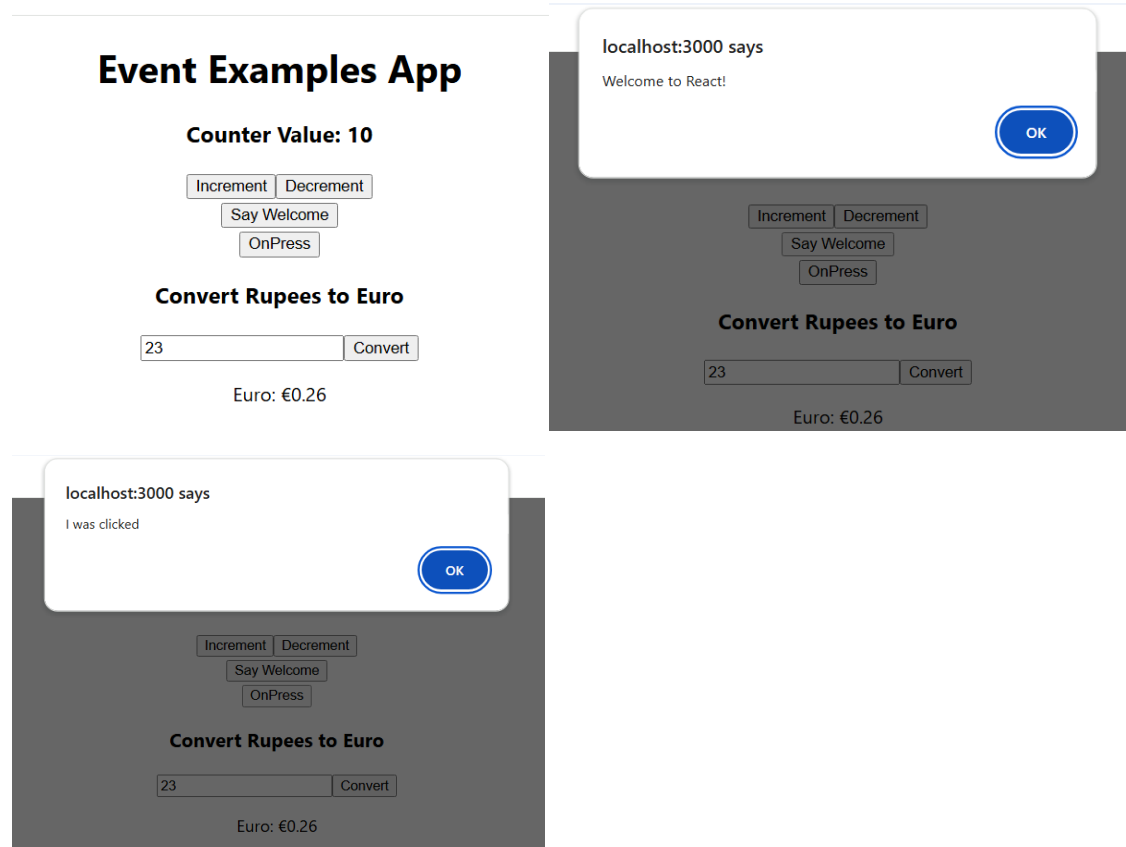 Event Examples App
Counter Value: 10
Increment Decrement
Say Welcome
OnPress
Convert Rupees to Euro
23 Convert
Euro: €0.26
localhost:3000 says
Welcome to React!
OK
Increment Decrement
Say Welcome
OnPress
Convert Rupees to Euro
23 Convert
Euro: €0.26
localhost:3000 says
I was clicked
OK
Increment Decrement
Say Welcome
OnPress
Convert Rupees to Euro
23 Convert
Euro: €0.26